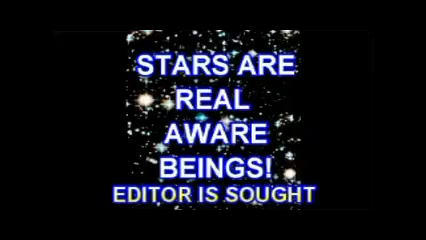 STARS ARE
REAL
AWARE
BEINGS!
EDITOR IS SOUGHT